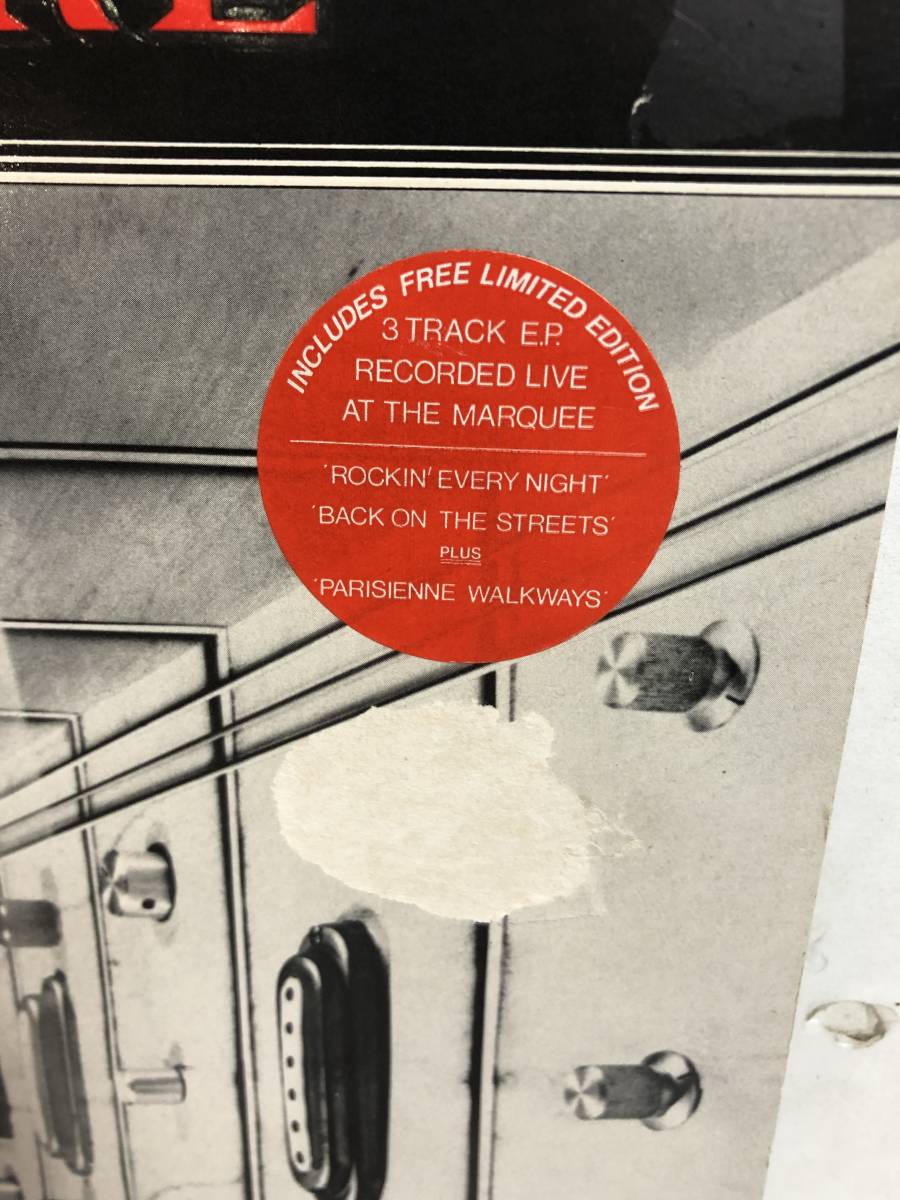 INCLUDES FREE LIMITED EDITION
3 TRACK E.P.
RECORDED LIVE
AT THE MARQUEE
'ROCKIN' EVERY NIGHT'
'BACK ON THE STREETS'
PLUS
'PARISIENNE WALKWAYS'